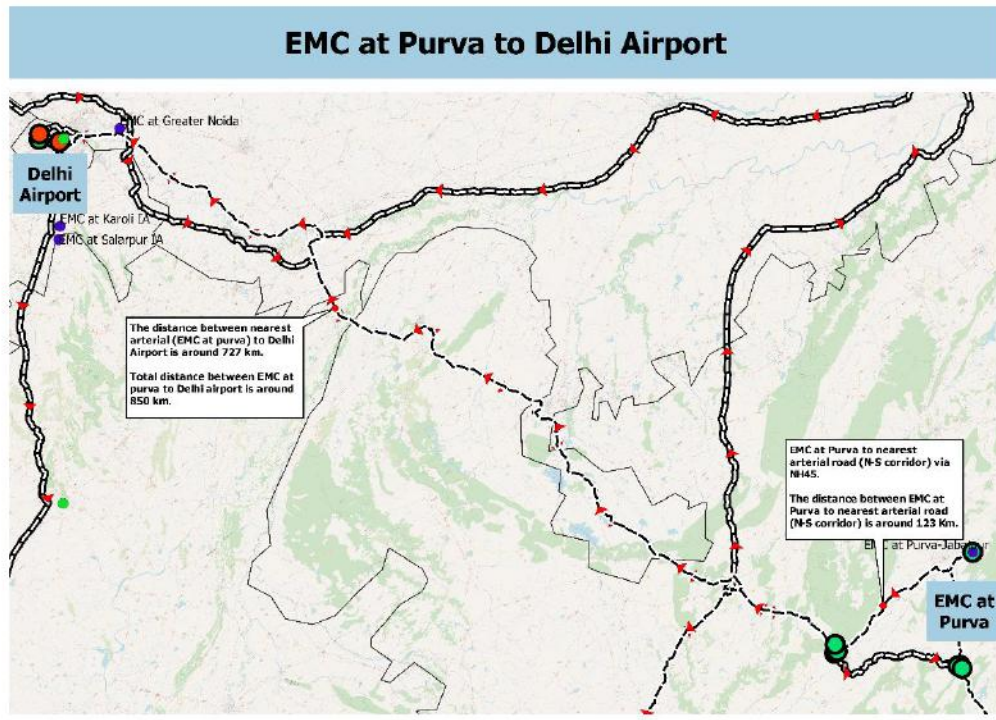 EMC at Purva to Delhi Airport
EMC at Greater Noida
Delhi
Airport
EMC at Karoli IA
EMC at Salarpur IA
The distance between nearest
arterial (EMC at purva) to Delhi
Airport is around 727 km.
Total distance between EMC at
purva to Delhi airport is around
850 km.
EMC at Purva to nearest
arterial road (N-S corridor) via
NH45.
The distance between EMC at
Purva to nearest arterial road
(N-S corridor) is around 123 Km.
EMC at Purva-Jabalpur
EMC at
Purva